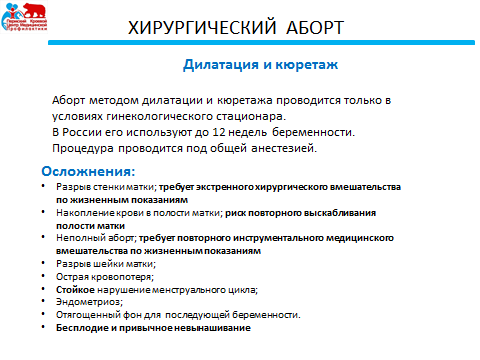 Пермский Краевой
Центр Медицинской
Профилактики
ХИРУРГИЧЕСКИЙ АБОРТ
Дилатация и кюретаж
Аборт методом дилатации и кюретажа проводится только в
условиях гинекологического стационара.
В России его используют до 12 недель беременности.
Процедура проводится под общей анестезией.
Осложнения:
• Разрыв стенки матки; требует экстренного хирургического вмешательства
по жизненным показаниям
• Накопление крови в полости матки; риск повторного выскабливания
полости матки
• Неполный аборт; требует повторного инструментального медицинского
вмешательства по жизненным показаниям
• Разрыв шейки матки;
• Острая кровопотеря;
• Стойкое нарушение менструального цикла;
• Эндометриоз;
• Отягощенный фон для последующей беременности.
• Бесплодие и привычное невынашивание